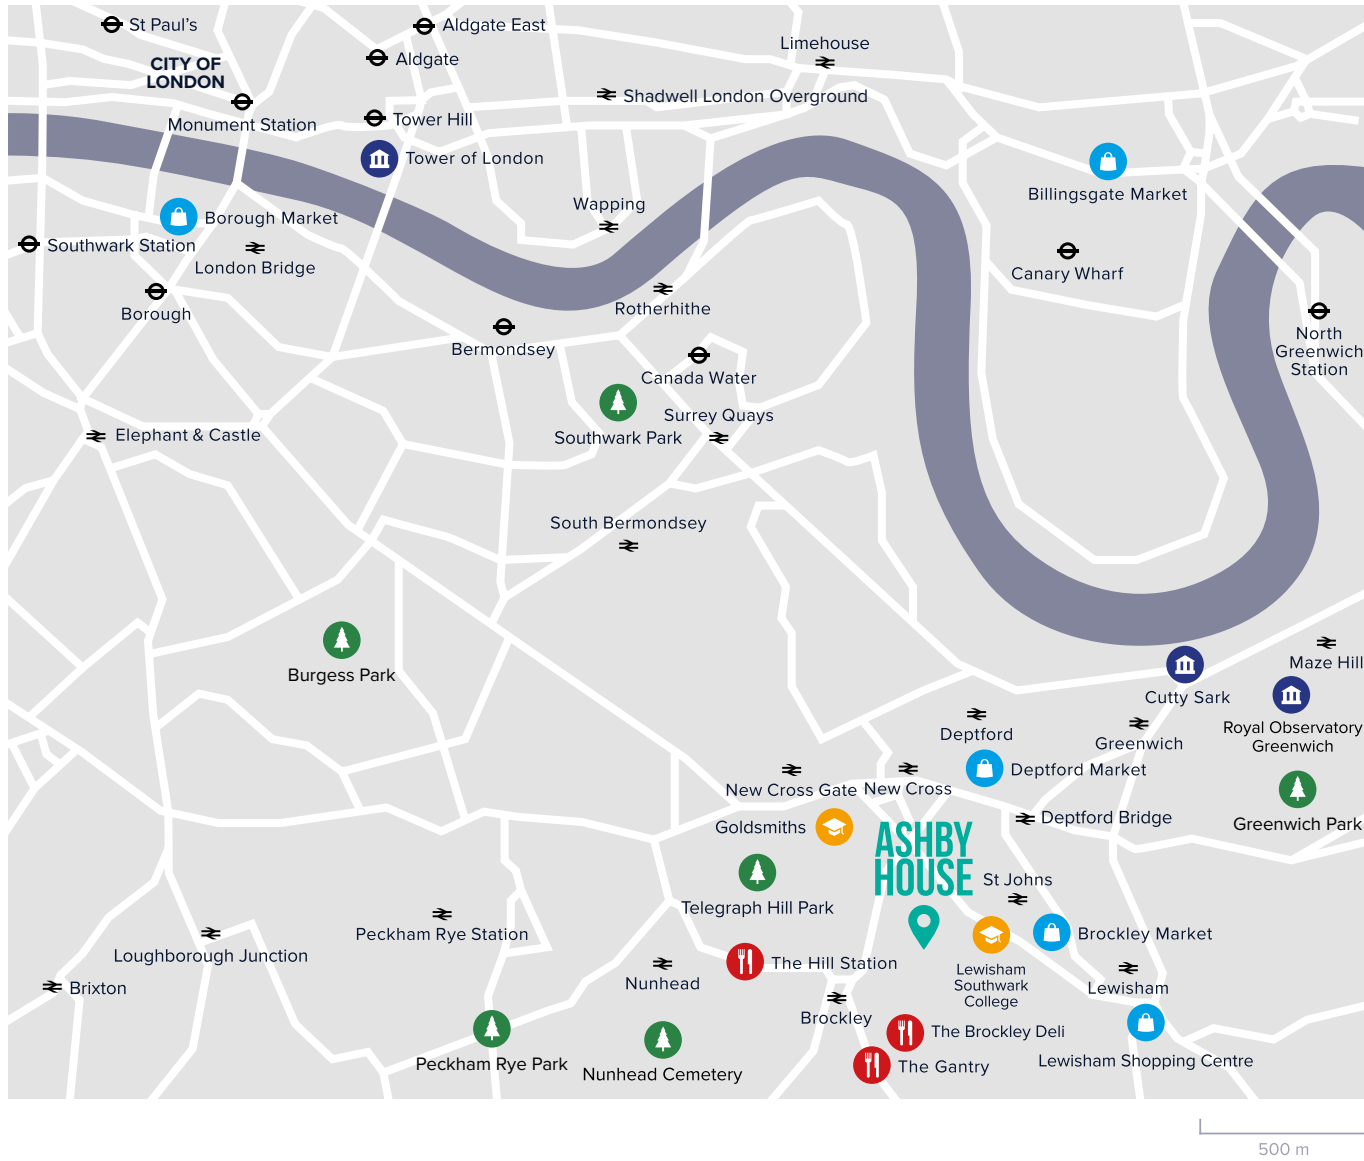 St Paul's
Aldgate East
Limehouse
CITY OF
LONDON
Aldgate
Shadwell London Overground
Monument Station
Tower Hill
Tower of London
Billingsgate Market
Wapping
Borough Market
Southwark Station
London Bridge
Canary Wharf
Borough
Rotherhithe
North
Greenwich
Station
Bermondsey
Canada Water
Surrey Quays
Elephant & Castle
Southwark Park
South Bermondsey
Maze Hill
Burgess Park
Cutty Sark
Royal Observatory
Greenwich
Deptford
Greenwich
Deptford Market
New Cross Gate
New Cross
Deptford Bridge
Greenwich Park
Goldsmiths
ASHBY
HOUSE
St Johns
Telegraph Hill Park
Peckham Rye Station
Brockley Market
Loughborough Junction
The Hill Station
Lewisham
Southwark
College
Nunhead
Lewisham
Brixton
Brockley
The Brockley Deli
Peckham Rye Park
Nunhead Cemetery
The Gantry
Lewisham Shopping Centre
500 m